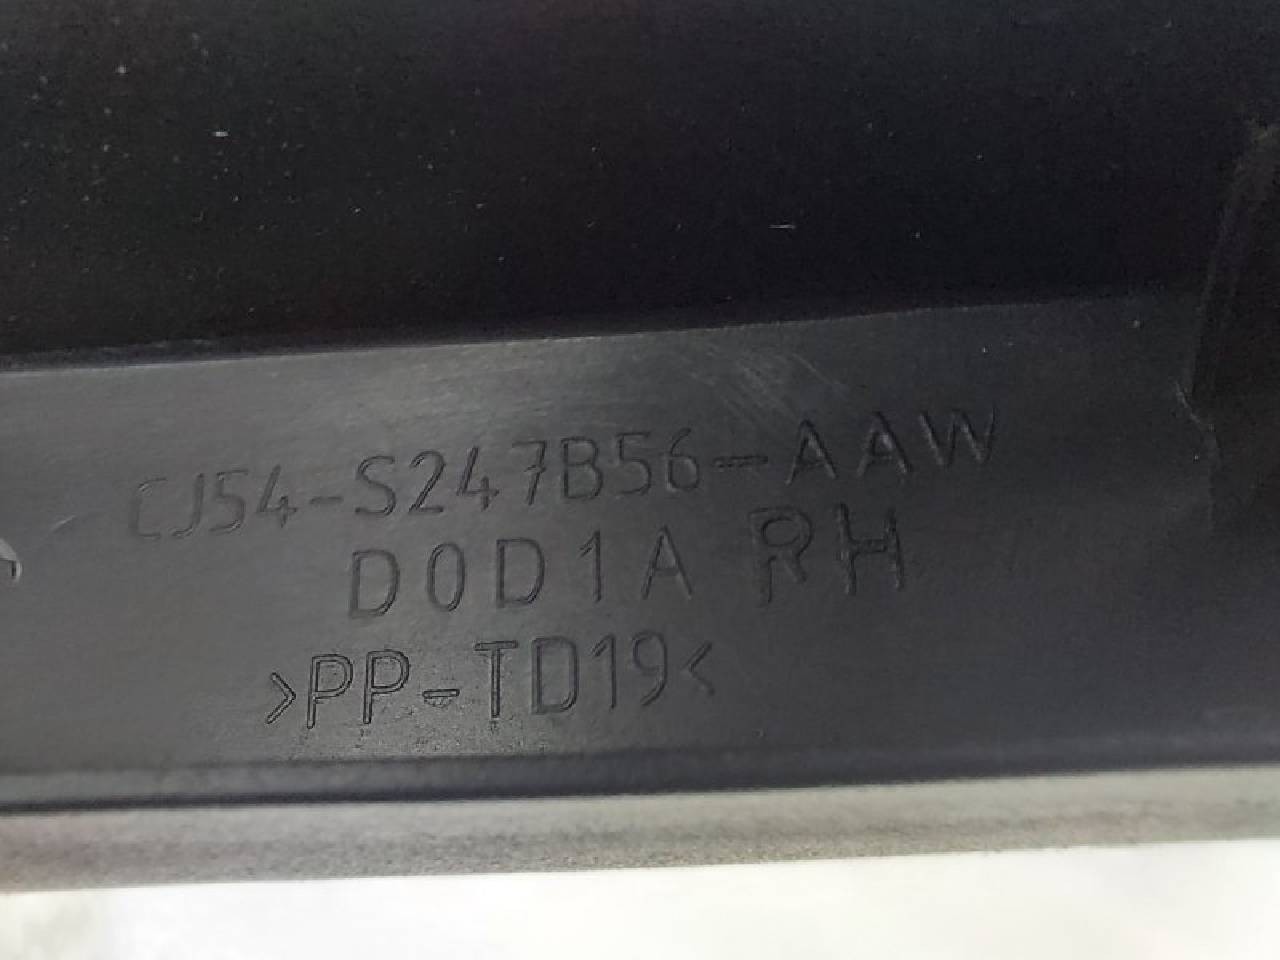 CJ54-S247B56-AAW
D0D1A RH
>PP-TD19<